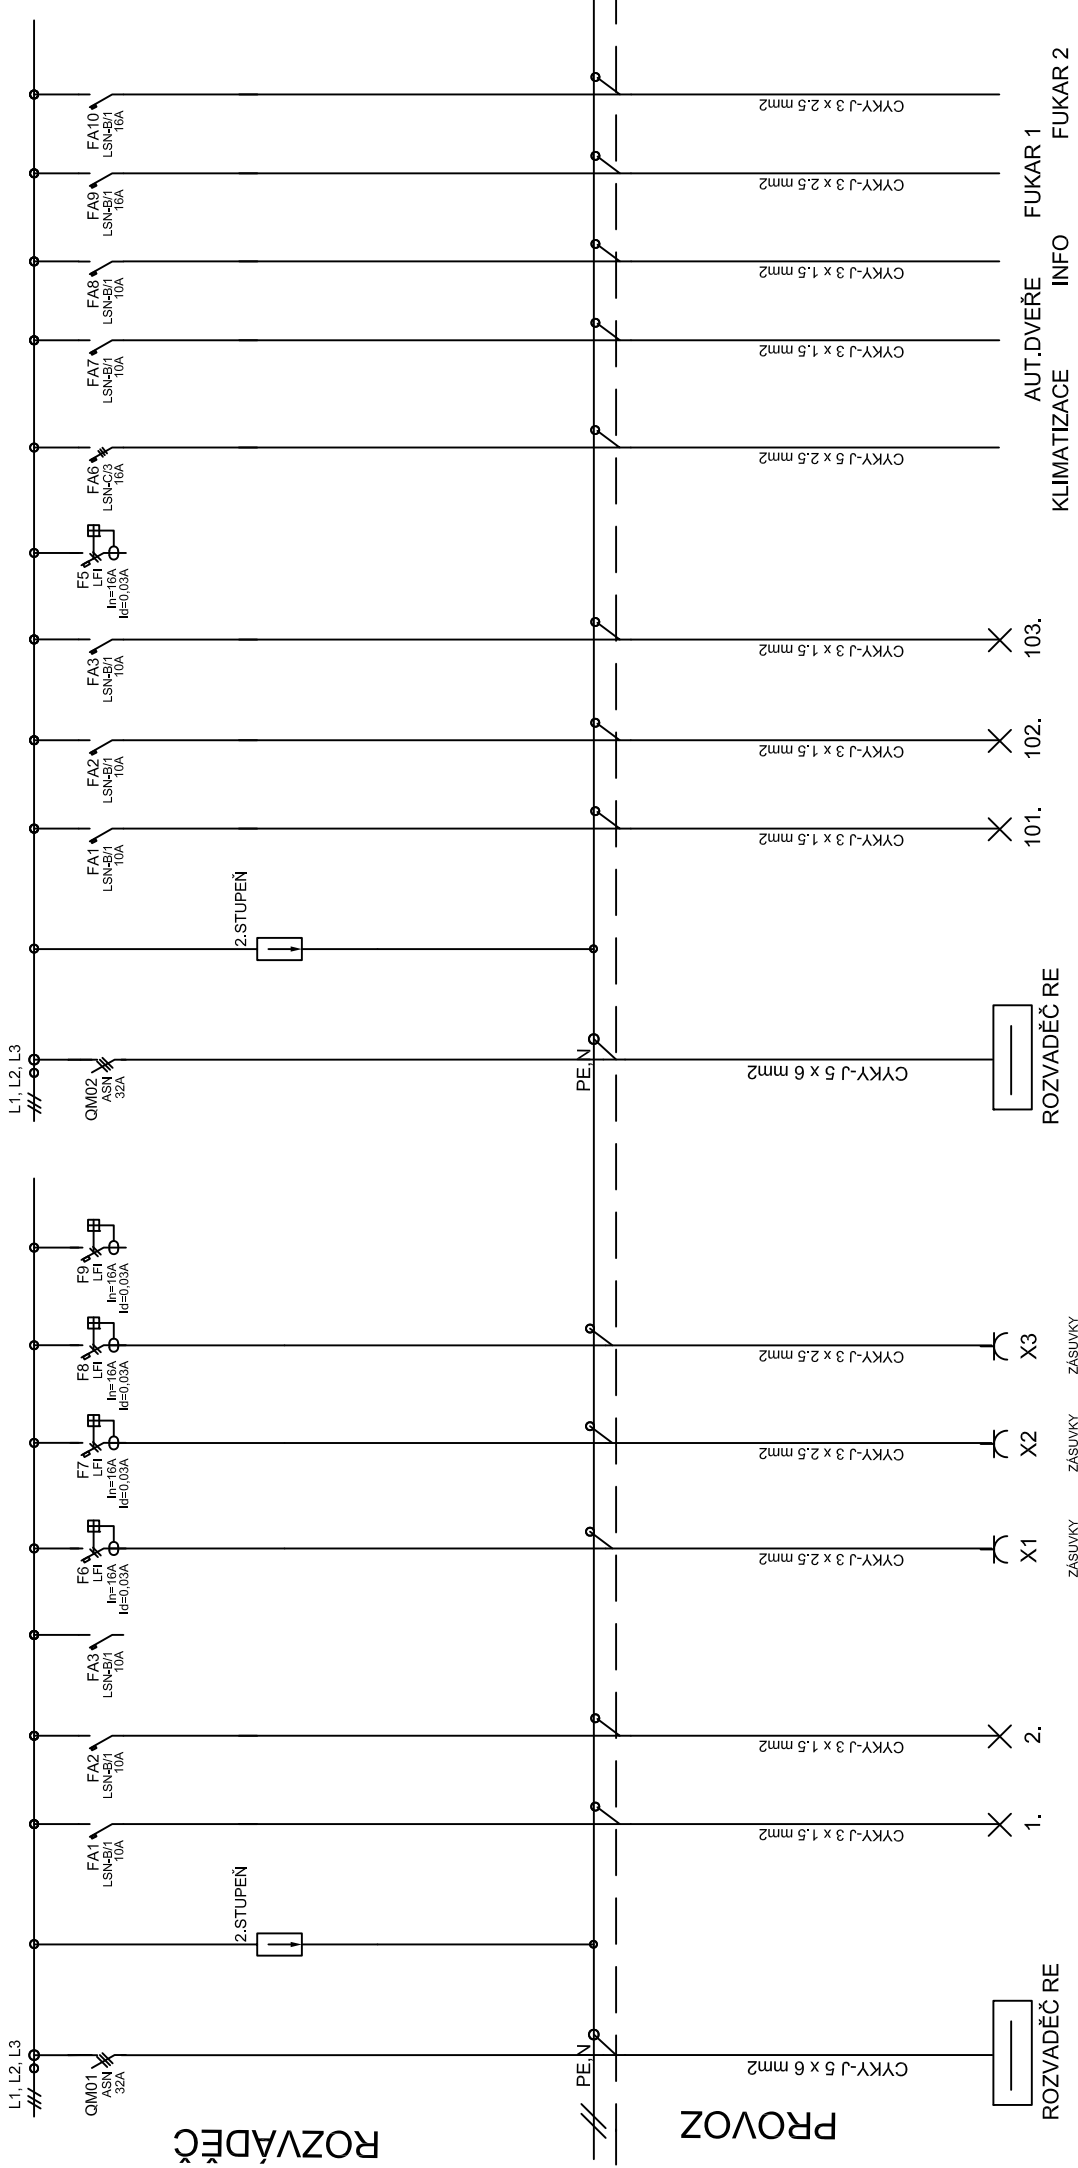 L1, L2, L3
QM01
ASN
32A
PE,N
CYKY-J 5 x 6 mm2
ROZVADĚČ RE
2.STUPEŇ
FA1
LSN-B/1
10A
CYKY-J 3 x 1.5 mm2
1.
FA2
LSN-B/1
10A
CYKY-J 3 x 1.5 mm2
2.
FA3
LSN-B/1
10A
F6
LFI
In=16A
Id=0,03A
CYKY-J 3 x 2.5 mm2
X1
ZÁSUVKY
F7
LFI
In=16A
Id=0,03A
CYKY-J 3 x 2.5 mm2
X2
ZÁSUVKY
F8
LFI
In=16A
Id=0,03A
CYKY-J 3 x 2.5 mm2
X3
ZÁSUVKY
F9
LFI
In=16A
Id=0,03A
L1, L2, L3
QM02
ASN
32A
PE,N
CYKY-J 5 x 6 mm2
ROZVADĚČ RE
2.STUPEŇ
FA1
LSN-B/1
10A
CYKY-J 3 x 1.5 mm2
101.
FA2
LSN-B/1
10A
CYKY-J 3 x 1.5 mm2
102.
FA3
LSN-B/1
10A
CYKY-J 3 x 1.5 mm2
103.
F5
LFI
In=16A
Id=0,03A
FA6
LSN-C/3
16A
CYKY-J 5 x 2.5 mm2
KLIMATIZACE
FA7
LSN-B/1
10A
CYKY-J 3 x 1.5 mm2
AUT.DVEŘE
FA8
LSN-B/1
10A
CYKY-J 3 x 1.5 mm2
INFO
FA9
LSN-B/1
16A
CYKY-J 3 x 2.5 mm2
FUKAR 1
FA10
LSN-B/1
16A
CYKY-J 3 x 2.5 mm2
FUKAR 2
ROZVÁDĚČ
PROVOZ